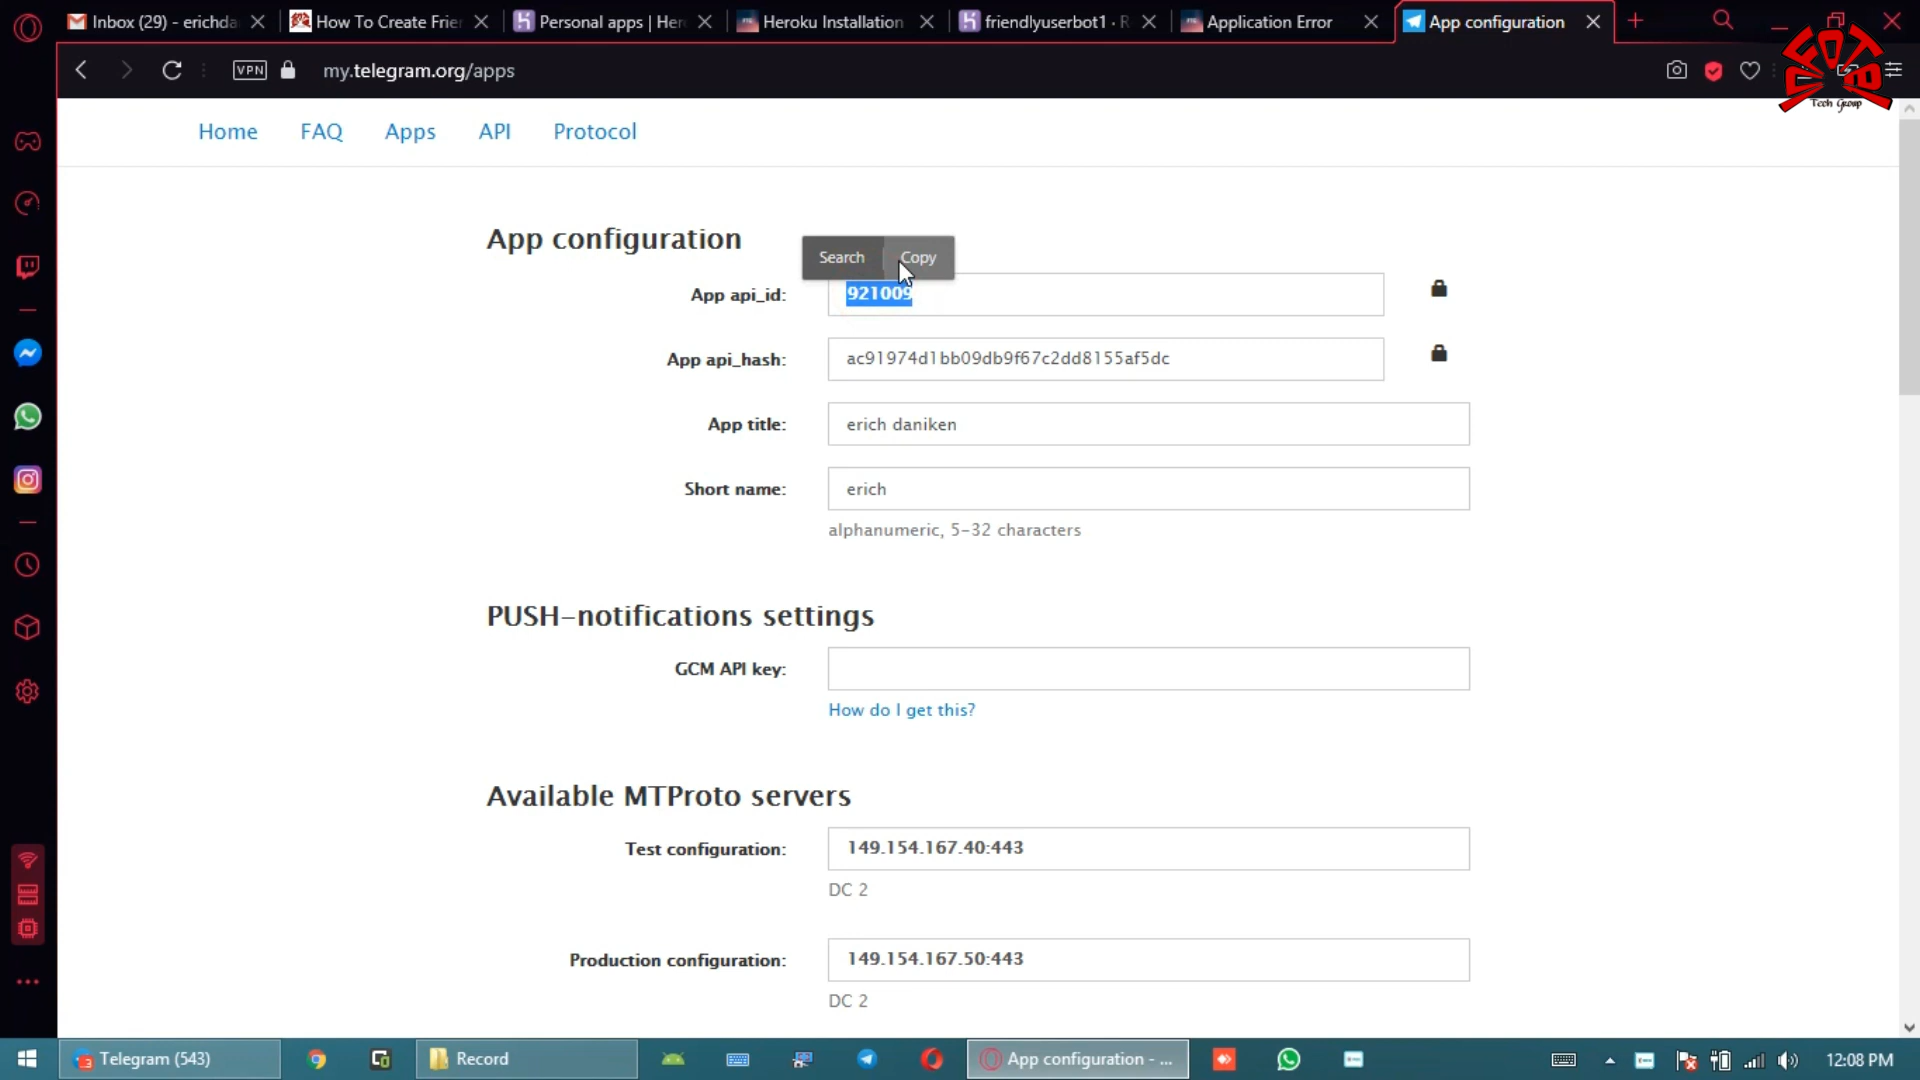 Inbox (29) - erichda
How To Create Frie
Personal apps | Her
Heroku Installation
friendlyuserbot1 · R
Application Error
App configuration
VPN
my.telegram.org/apps
Tech Group
Home
FAQ
Apps
API
Protocol
App configuration
Search
Copy
App api_id:
921009
App api_hash:
ac91974d1bb09db9f67c2dd8155af5dc
App title:
erich daniken
Short name:
erich
alphanumeric, 5-32 characters
PUSH-notifications settings
GCM API key:
How do I get this?
Available MTProto servers
Test configuration:
149.154.167.40:443
DC 2
Production configuration:
149.154.167.50:443
DC 2
Telegram (543)
Record
App configuration - ...
12:08 PM